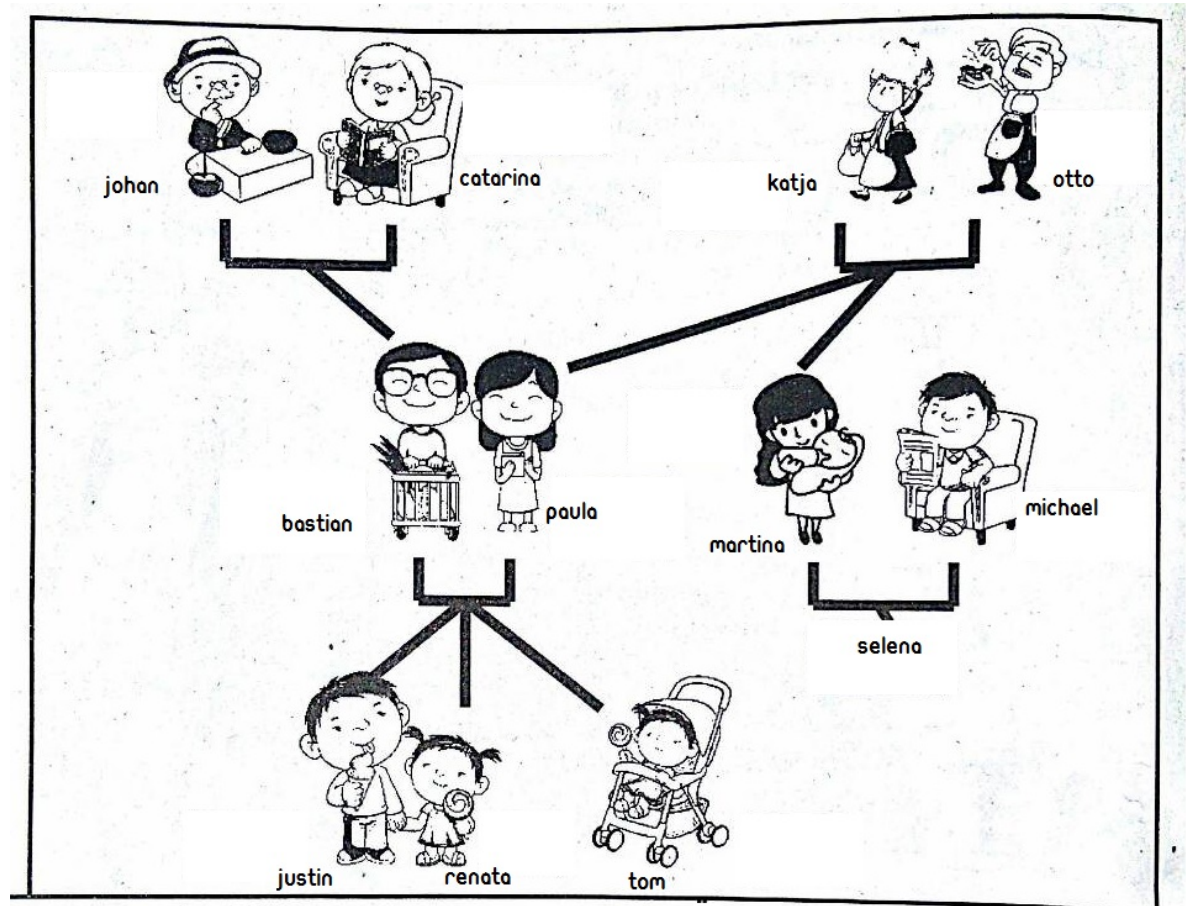 johan
catarina
katja
otto
bastian
paula
martina
michael
selena
justin
renata
tom